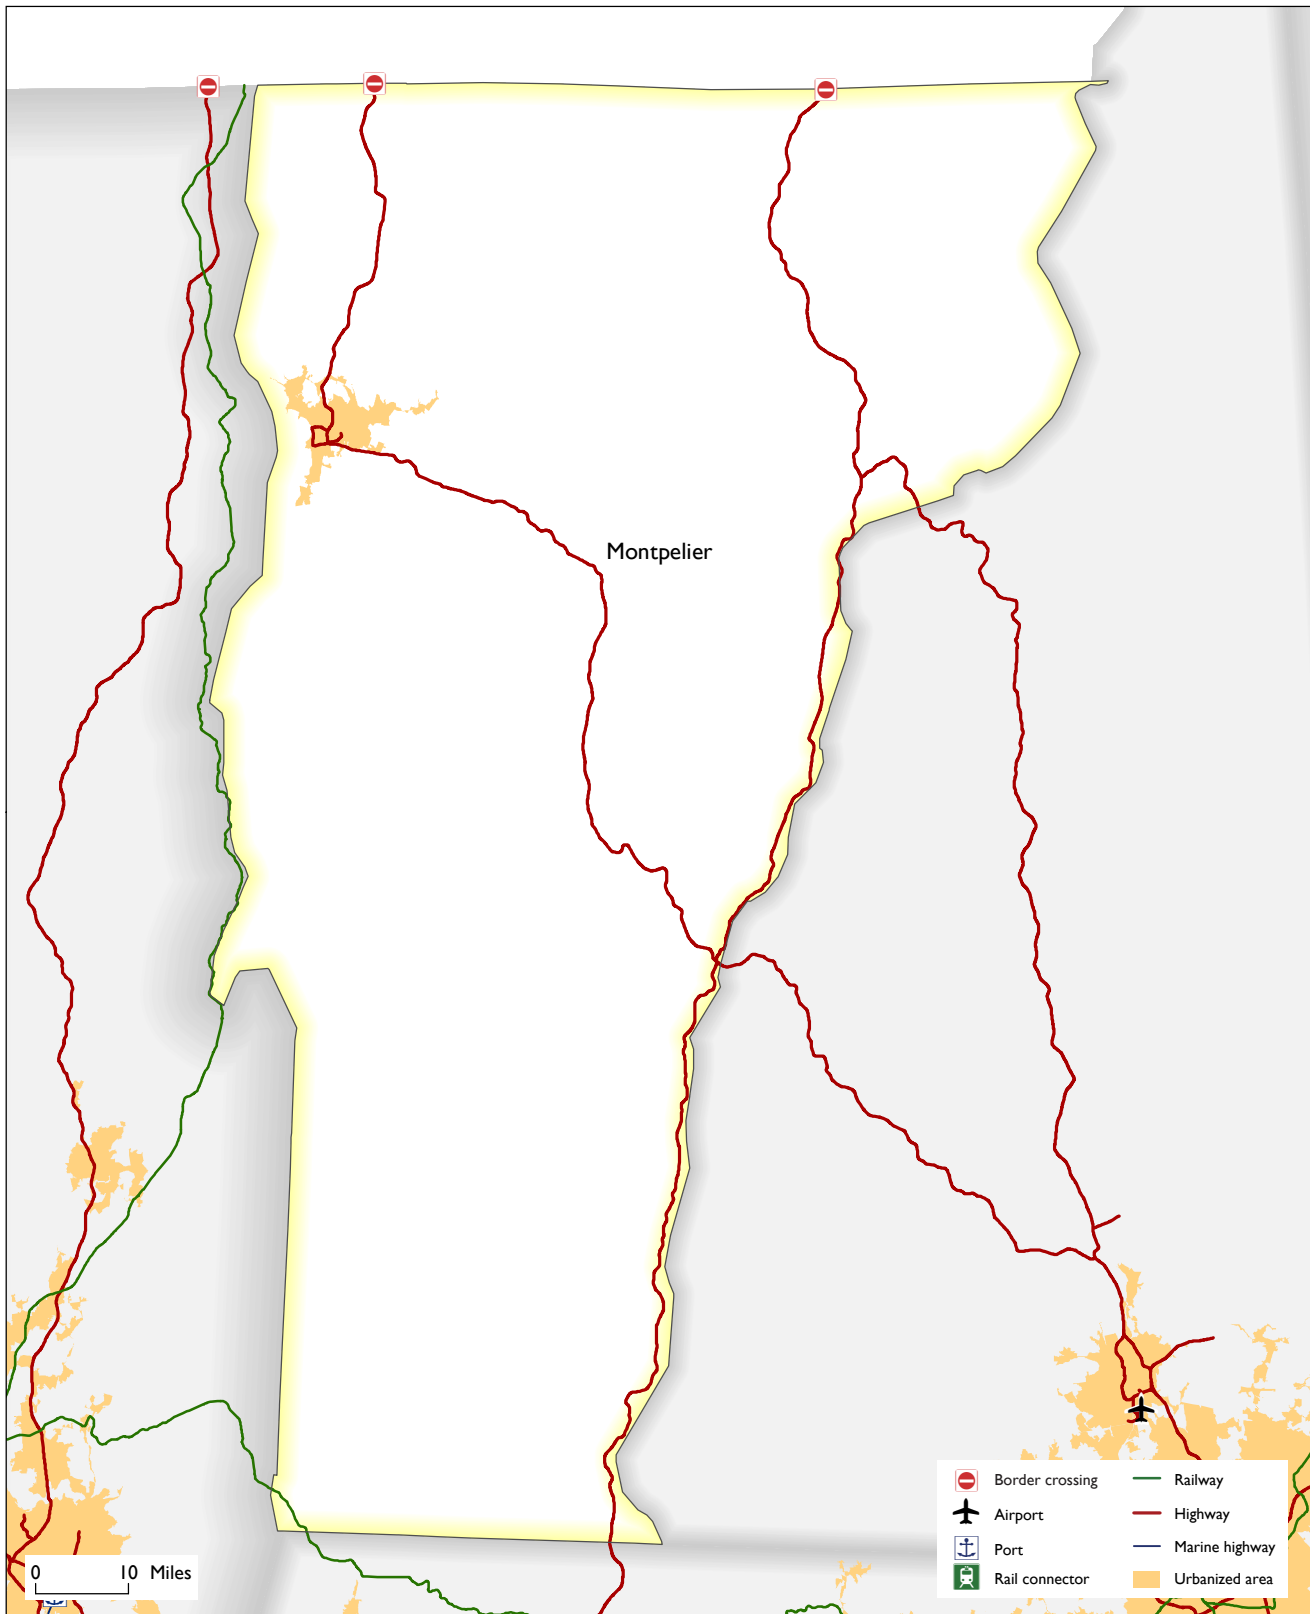 Montpelier
Border crossing
Railway
Airport
Highway
Port
Marine highway
Rail connector
Urbanized area
0 10 Miles